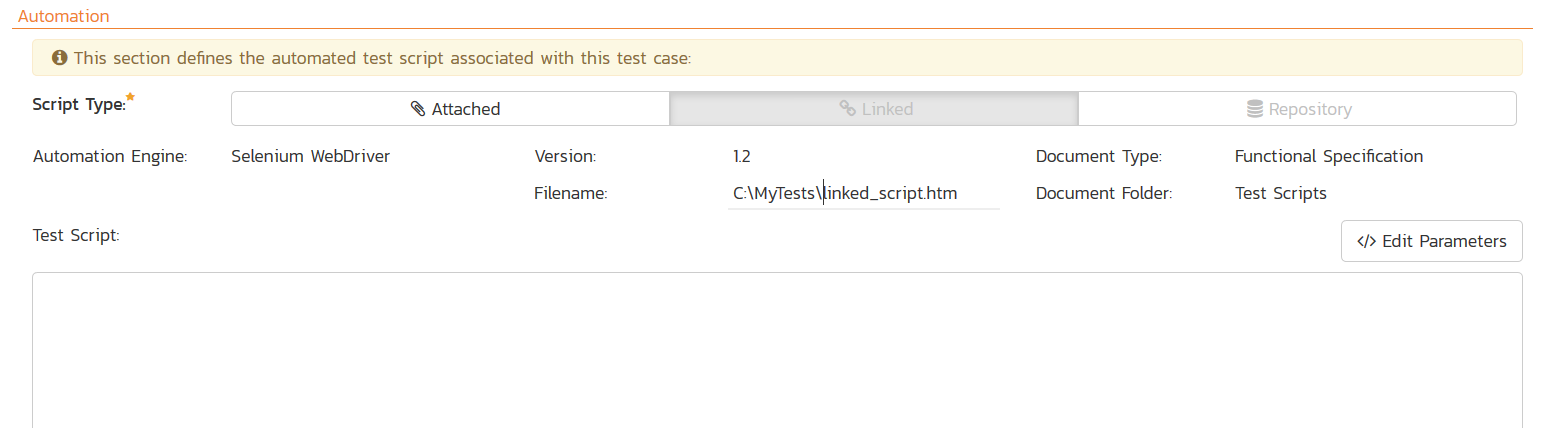 Automation
This section defines the automated test script associated with this test case:
Script Type:* Attached Linked Repository
Automation Engine: Selenium WebDriver Version: 1.2 Document Type: Functional Specification
Filename: C:\MyTests\linked_script.htm Document Folder: Test Scripts
Test Script: </> Edit Parameters